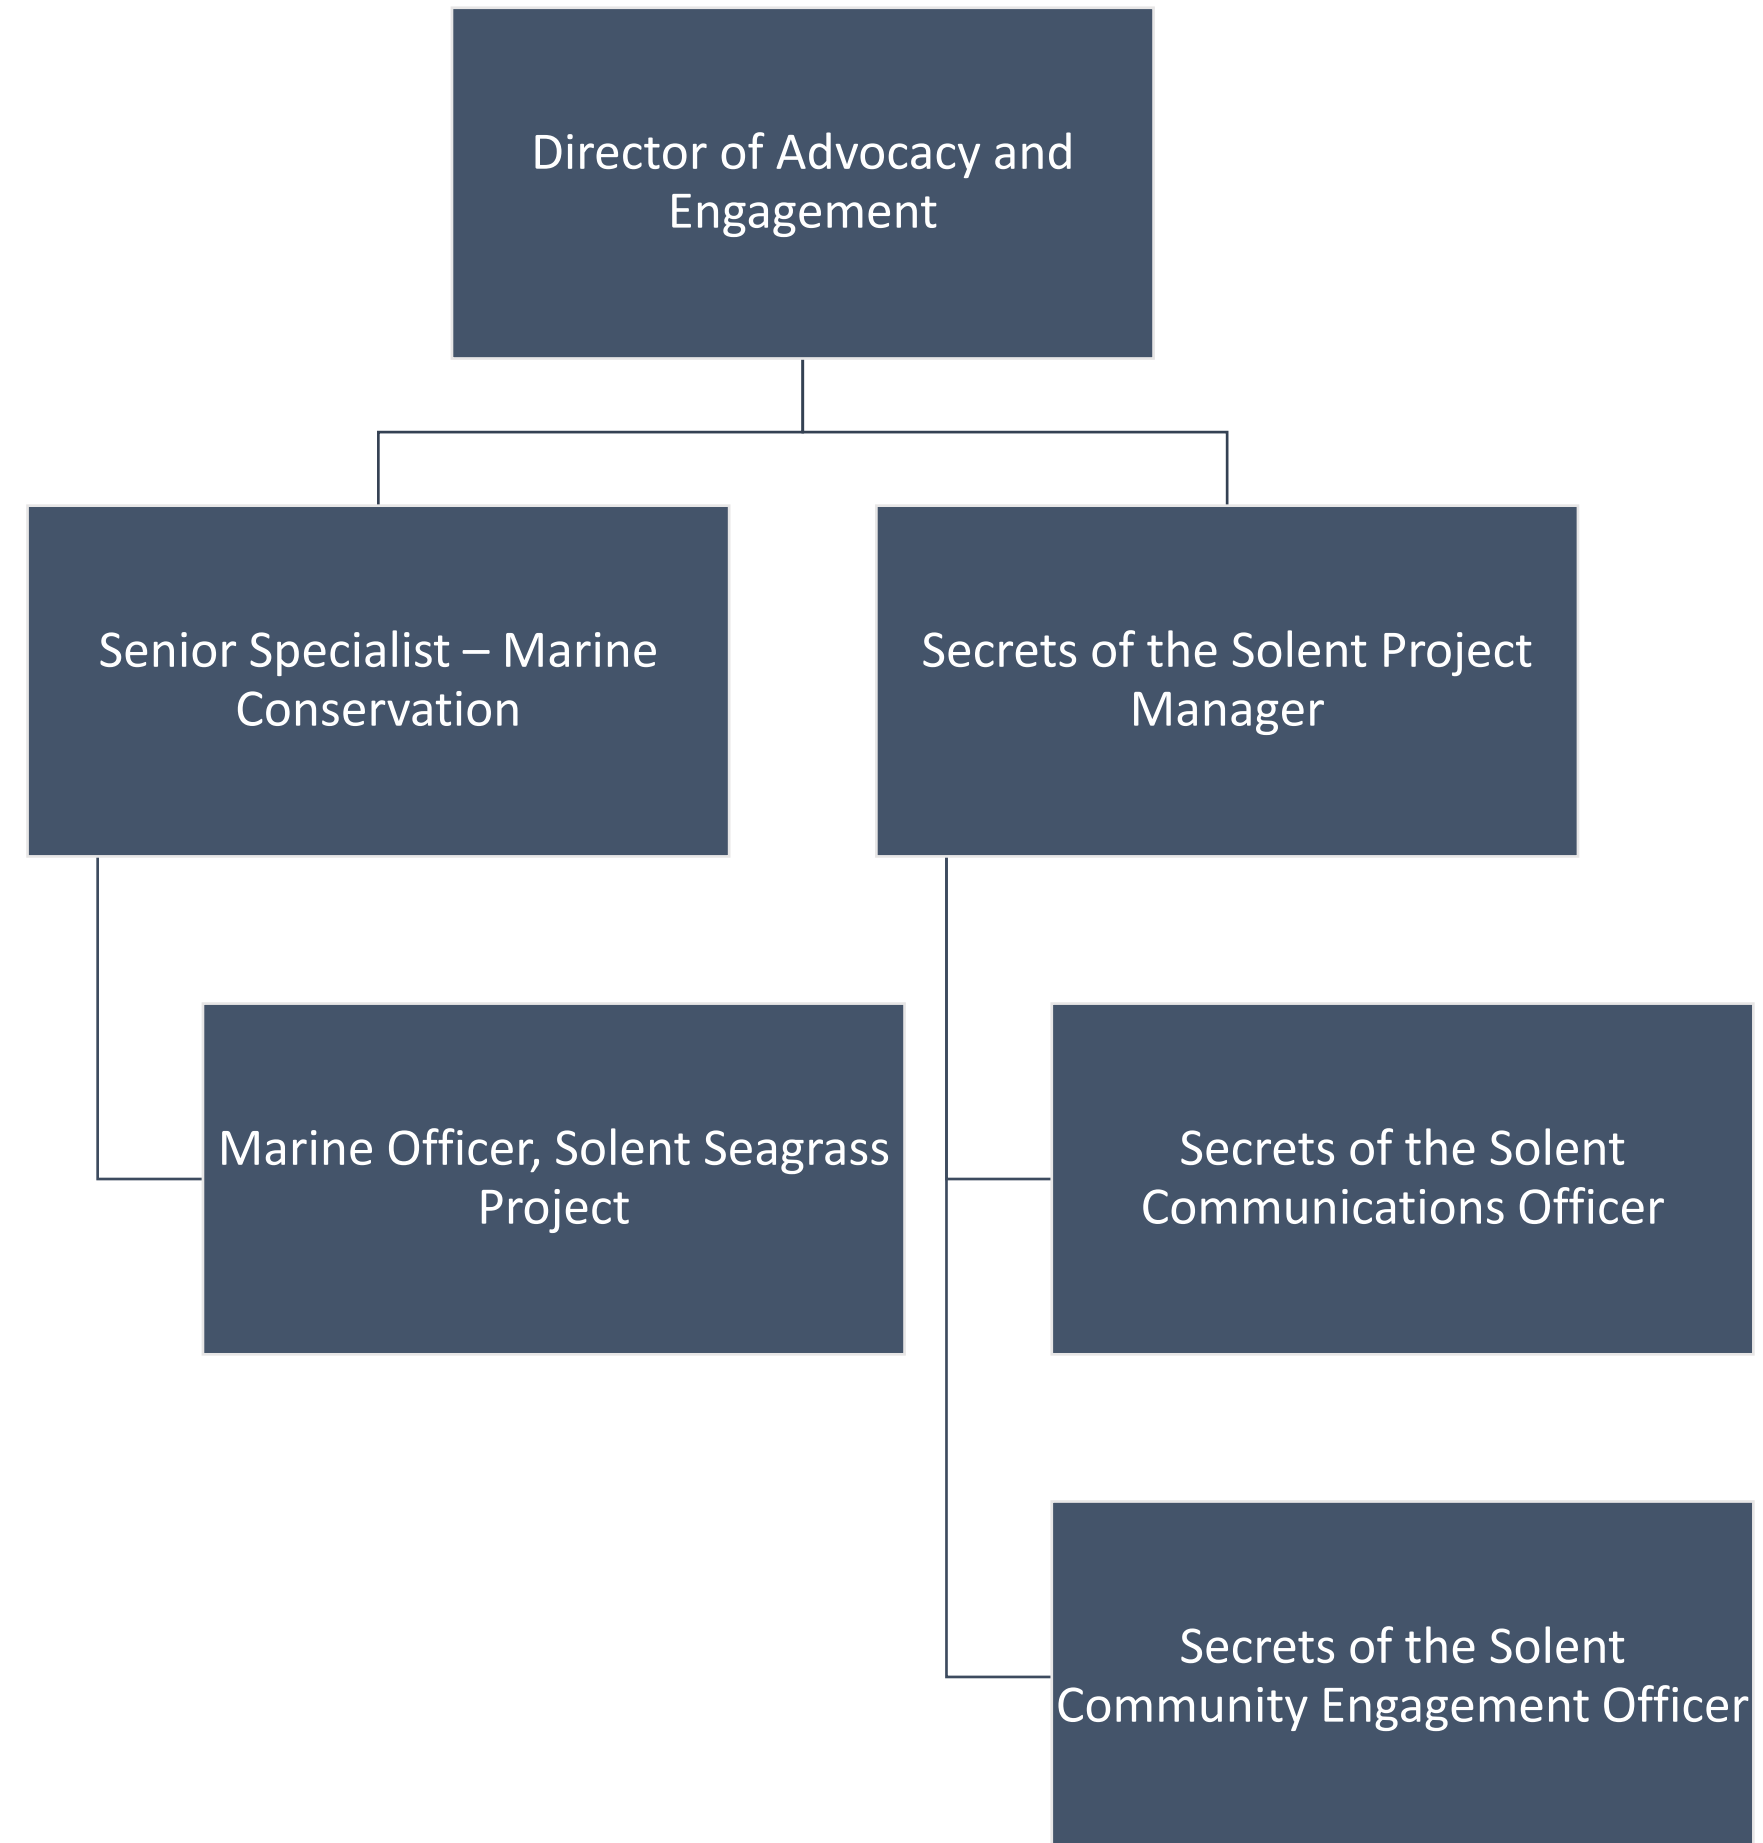 Director of Advocacy and
Engagement
Senior Specialist – Marine
Conservation
Secrets of the Solent Project
Manager
Marine Officer, Solent Seagrass
Project
Secrets of the Solent
Communications Officer
Secrets of the Solent
Community Engagement Officer